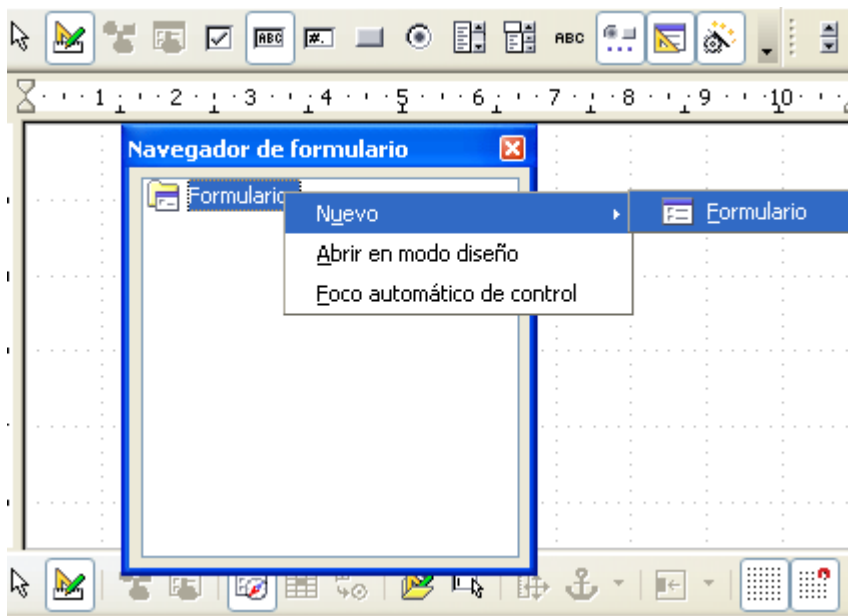 ABC #. ABC
1 2 3 4 5 6 7 8 9 10
Navegador de formulario
Formulario
Nuevo
Formulario
Abrir en modo diseño
Foco automático de control